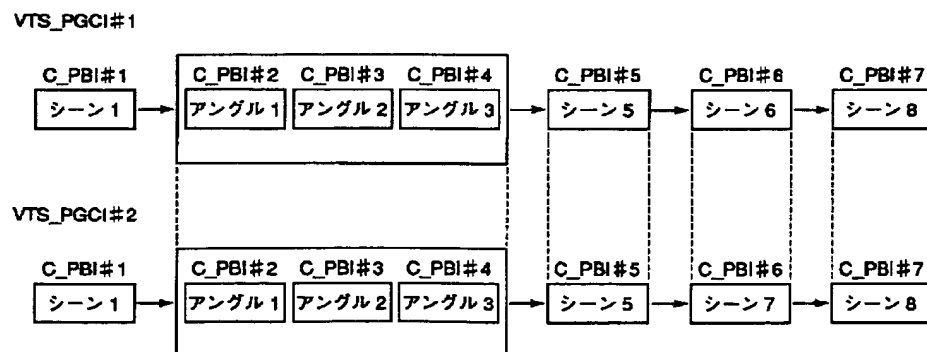 VTS_PGCI#1
C_PBI#1 C_PBI#2 C_PBI#3 C_PBI#4 C_PBI#5 C_PBI#6 C_PBI#7
シーン1 アングル1 アングル2 アングル3 シーン5 シーン6 シーン8
VTS_PGCI#2
C_PBI#1 C_PBI#2 C_PBI#3 C_PBI#4 C_PBI#5 C_PBI#6 C_PBI#7
シーン1 アングル1 アングル2 アングル3 シーン5 シーン7 シーン8